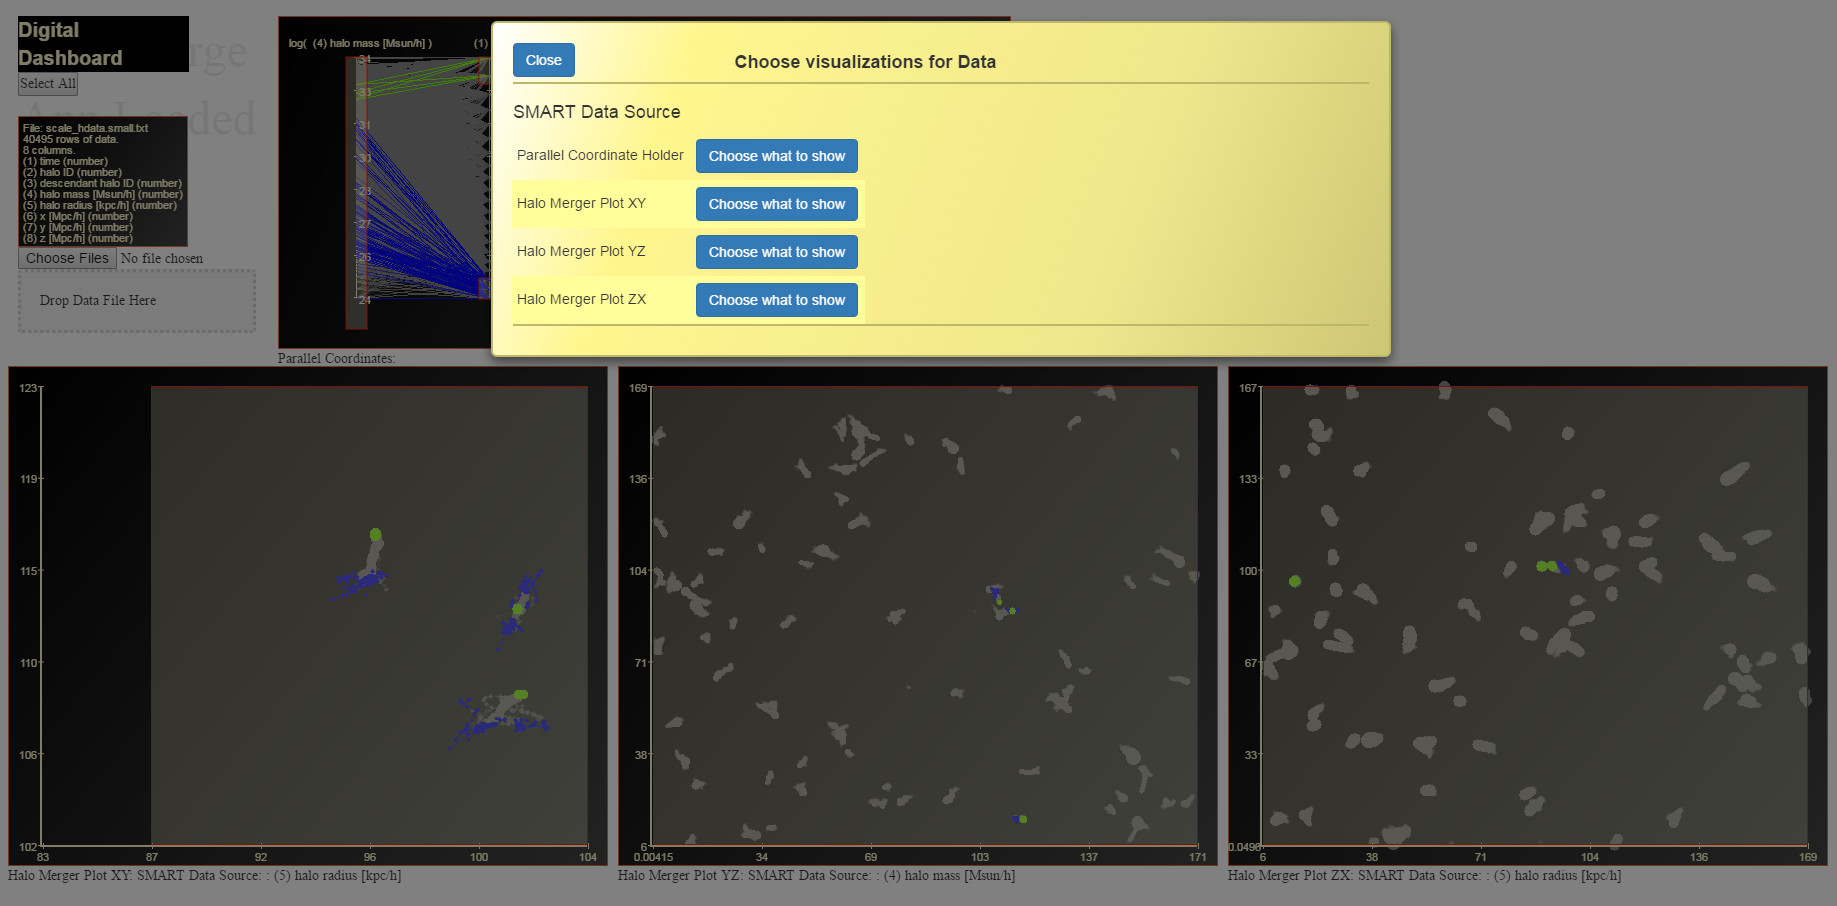 Digital
Dashboard
rge
ded
Select All
File: scale_hdata.small.txt
40495 rows of data.
8 columns.
(1) time (number)
(2) halo ID (number)
(3) descendant halo ID (number)
(4) halo mass [Msun/h] (number)
(5) halo radius [kpc/h] (number)
(6) x [Mpc/h] (number)
(7) y [Mpc/h] (number)
(8) z [Mpc/h] (number)
Choose Files No file chosen
Drop Data File Here
log( (4) halo mass [Msun/h] )
(1)
34
33
31
30
28
27
26
24
Parallel Coordinates:
Close
Choose visualizations for Data
SMART Data Source
Parallel Coordinate Holder Choose what to show
Halo Merger Plot XY Choose what to show
Halo Merger Plot YZ Choose what to show
Halo Merger Plot ZX Choose what to show
123
119
115
110
106
102
83 87 92 96 100 104
Halo Merger Plot XY: SMART Data Source: : (5) halo radius [kpc/h]
169
136
104
71
38
6
0.00415 34 69 103 137 171
Halo Merger Plot YZ: SMART Data Source: : (4) halo mass [Msun/h]
167
133
100
67
33
0.0496
6 38 71 104 136 169
Halo Merger Plot ZX: SMART Data Source: : (5) halo radius [kpc/h]